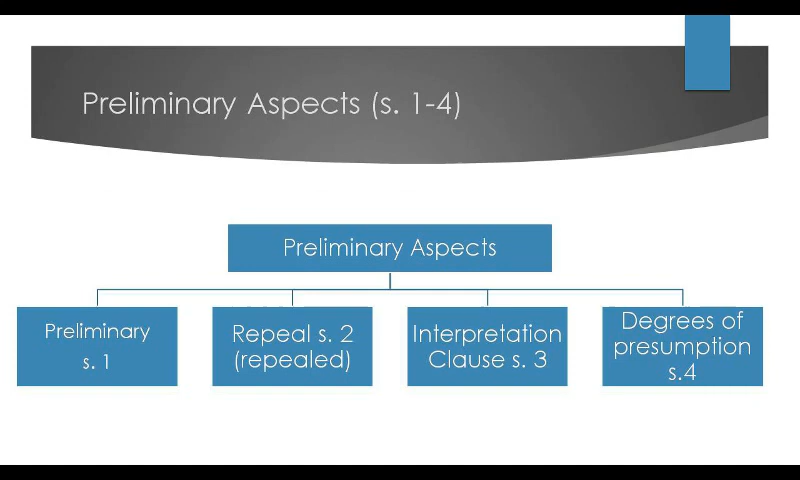 Preliminary Aspects (s. 1-4)
Preliminary Aspects
Preliminary
s. 1
Repeal s. 2
(repealed)
Interpretation
Clause s. 3
Degrees of
presumption
s.4